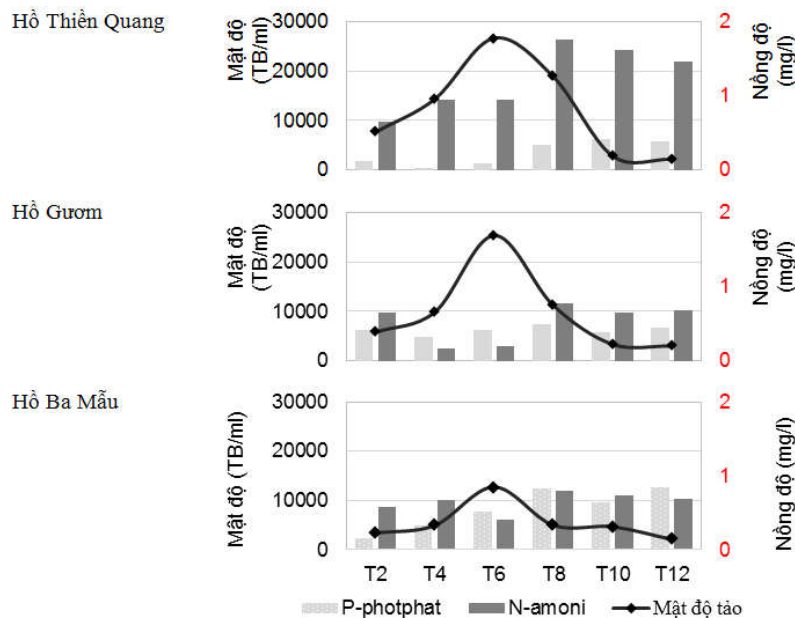 Hồ Thiền Quang
Mật độ
(TB/ml)
30000
20000
10000
0
2
1
0
Nồng độ
(mg/l)
Hồ Gươm
Mật độ
(TB/ml)
30000
20000
10000
0
2
1
0
Nồng độ
(mg/l)
Hồ Ba Mẫu
Mật độ (TB/ml)
30000
20000
10000
0
2
1
0
Nồng độ (mg/l)
T2 T4 T6 T8 T10 T12
P-photphat N-amoni Mật độ tảo